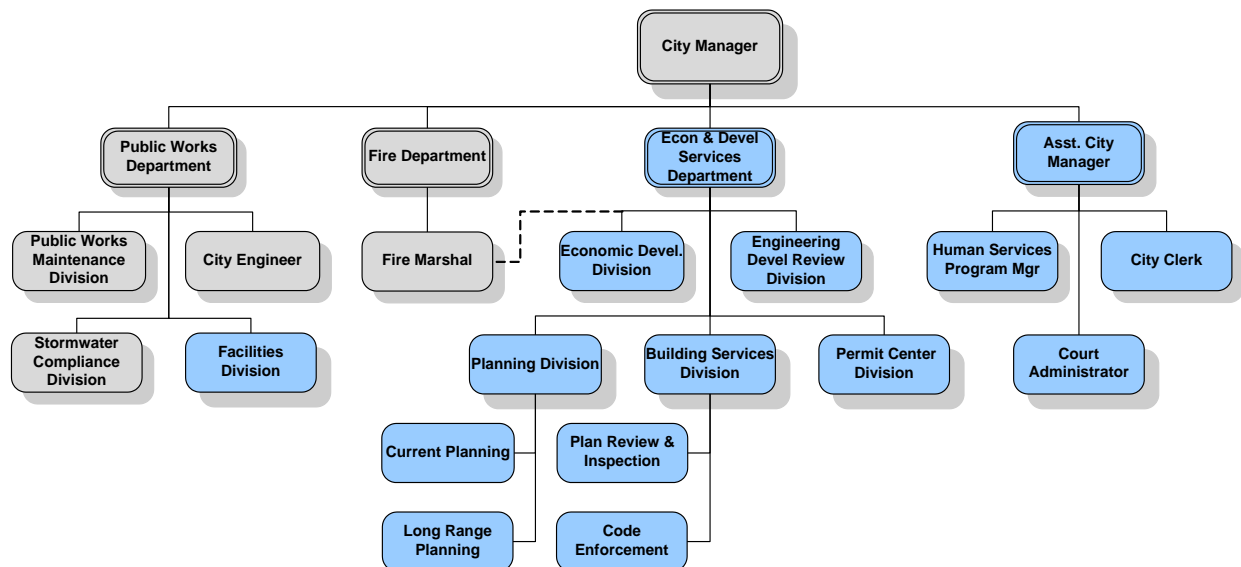 City Manager
Public Works
Department
Fire Department
Econ & Devel
Services
Department
Asst. City
Manager
Public Works
Maintenance
Division
City Engineer
Fire Marshal
Economic Devel.
Division
Engineering
Devel Review
Division
Human Services
Program Mgr
City Clerk
Stormwater
Compliance
Division
Facilities
Division
Planning Division
Building Services
Division
Permit Center
Division
Court
Administrator
Current Planning
Plan Review &
Inspection
Long Range
Planning
Code
Enforcement